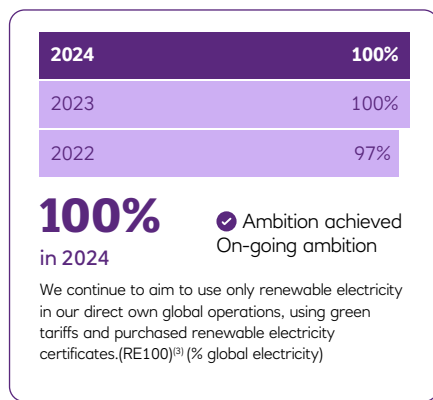 2024 100%
2023 100%
2022 97%
100%
in 2024
Ambition achieved
On-going ambition
We continue to aim to use only renewable electricity
in our direct own global operations, using green
tariffs and purchased renewable electricity
certificates.(RE100)(3) (% global electricity)